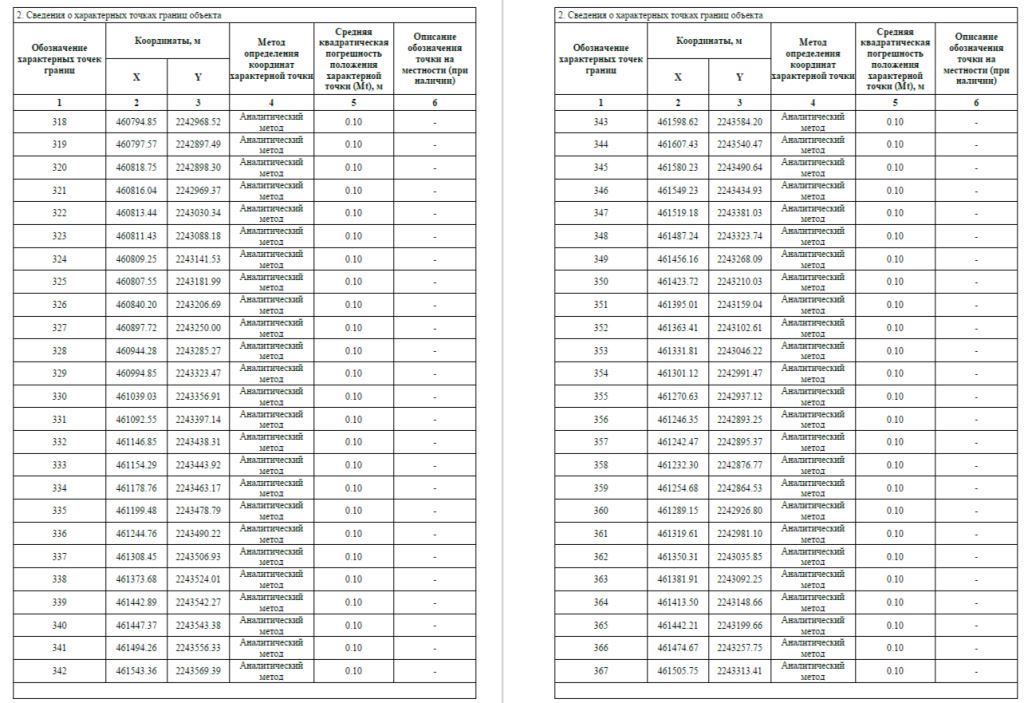 2. Сведения о характерных точках границ объекта
Обозначение характерных точек границ
Координаты, м
Метод определения координат характерной точки
Средняя квадратическая погрешность положения характерной точки (Mt), м
Описание обозначения точки на местности (при наличии)
X Y
1 2 3 4 5 6
318 460794.85 2242968.52 Аналитический метод 0.10 -
319 460797.57 2242897.49 Аналитический метод 0.10 -
320 460818.75 2242898.30 Аналитический метод 0.10 -
321 460816.04 2242969.37 Аналитический метод 0.10 -
322 460813.44 2243030.34 Аналитический метод 0.10 -
323 460811.43 2243088.18 Аналитический метод 0.10 -
324 460809.25 2243141.53 Аналитический метод 0.10 -
325 460807.55 2243181.99 Аналитический метод 0.10 -
326 460840.20 2243206.69 Аналитический метод 0.10 -
327 460897.72 2243250.00 Аналитический метод 0.10 -
328 460944.28 2243285.27 Аналитический метод 0.10 -
329 460994.85 2243323.47 Аналитический метод 0.10 -
330 461039.03 2243356.91 Аналитический метод 0.10 -
331 461092.55 2243397.14 Аналитический метод 0.10 -
332 461146.85 2243438.31 Аналитический метод 0.10 -
333 461154.29 2243443.92 Аналитический метод 0.10 -
334 461178.76 2243463.17 Аналитический метод 0.10 -
335 461199.48 2243478.79 Аналитический метод 0.10 -
336 461244.76 2243490.22 Аналитический метод 0.10 -
337 461308.45 2243506.93 Аналитический метод 0.10 -
338 461373.68 2243524.01 Аналитический метод 0.10 -
339 461442.89 2243542.27 Аналитический метод 0.10 -
340 461447.37 2243543.38 Аналитический метод 0.10 -
341 461494.26 2243556.33 Аналитический метод 0.10 -
342 461543.36 2243569.39 Аналитический метод 0.10 -
2. Сведения о характерных точках границ объекта
Обозначение характерных точек границ
Координаты, м
Метод определения координат характерной точки
Средняя квадратическая погрешность положения характерной точки (Mt), м
Описание обозначения точки на местности (при наличии)
X Y
1 2 3 4 5 6
343 461598.62 2243584.20 Аналитический метод 0.10 -
344 461607.43 2243540.47 Аналитический метод 0.10 -
345 461580.23 2243490.64 Аналитический метод 0.10 -
346 461549.23 2243434.93 Аналитический метод 0.10 -
347 461519.18 2243381.03 Аналитический метод 0.10 -
348 461487.24 2243323.74 Аналитический метод 0.10 -
349 461456.16 2243268.09 Аналитический метод 0.10 -
350 461423.72 2243210.03 Аналитический метод 0.10 -
351 461395.01 2243159.04 Аналитический метод 0.10 -
352 461363.41 2243102.61 Аналитический метод 0.10 -
353 461331.81 2243046.22 Аналитический метод 0.10 -
354 461301.12 2242991.47 Аналитический метод 0.10 -
355 461270.63 2242937.12 Аналитический метод 0.10 -
356 461246.35 2242893.25 Аналитический метод 0.10 -
357 461242.47 2242895.37 Аналитический метод 0.10 -
358 461232.30 2242876.77 Аналитический метод 0.10 -
359 461254.68 2242864.53 Аналитический метод 0.10 -
360 461289.15 2242926.80 Аналитический метод 0.10 -
361 461319.61 2242981.10 Аналитический метод 0.10 -
362 461350.31 2243035.85 Аналитический метод 0.10 -
363 461381.91 2243092.25 Аналитический метод 0.10 -
364 461413.50 2243148.66 Аналитический метод 0.10 -
365 461442.21 2243199.66 Аналитический метод 0.10 -
366 461474.67 2243257.75 Аналитический метод 0.10 -
367 461505.75 2243313.41 Аналитический метод 0.10 -